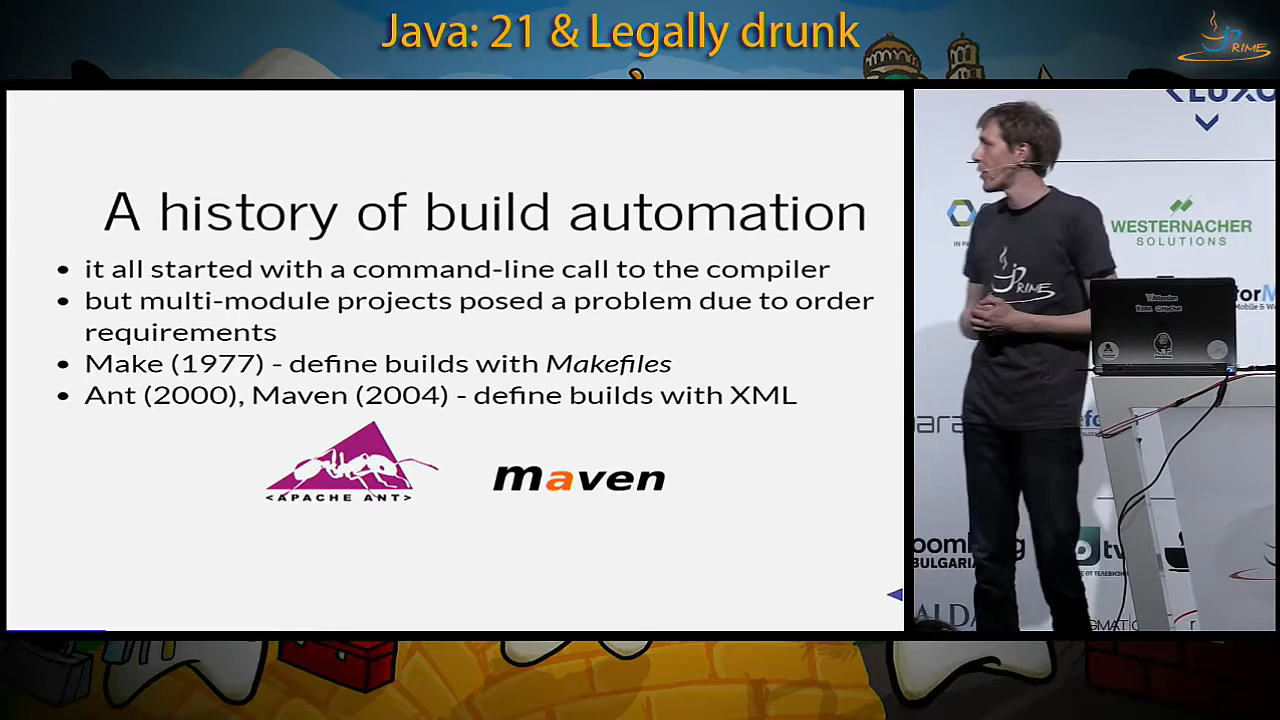 Java: 21 & Legally drunk
PRIME
A history of build automation
• it all started with a command-line call to the compiler
• but multi-module projects posed a problem due to order
requirements
• Make (1977) - define builds with Makefiles
• Ant (2000), Maven (2004) - define builds with XML
<APACHE ANT>
maven
WESTERNACHER
SOLUTIONS
PRIME
BULGARIA